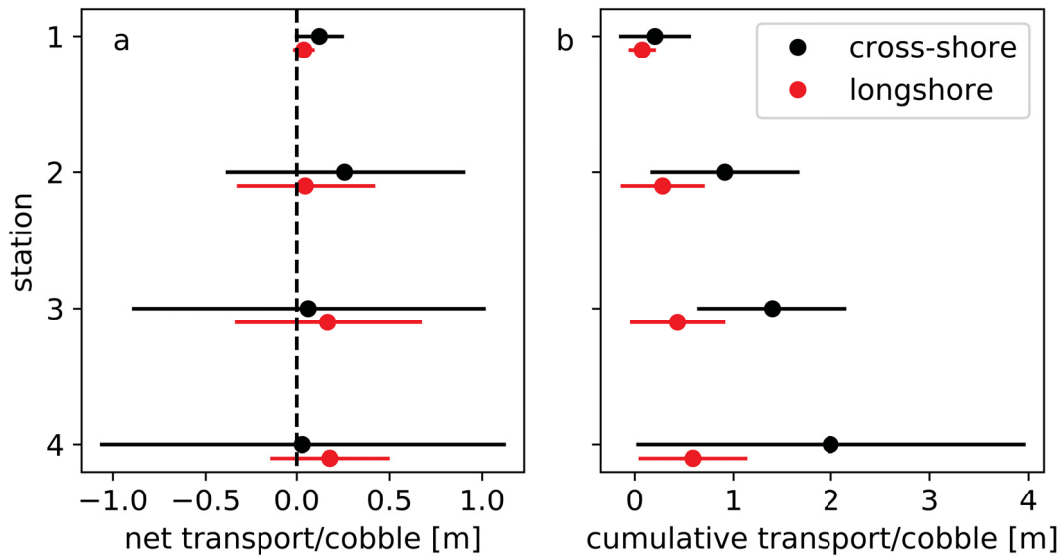 a
b
cross-shore
longshore
station
1
2
3
4
−1.0
−0.5
0.0
0.5
1.0
net transport/cobble [m]
0
1
2
3
4
cumulative transport/cobble [m]